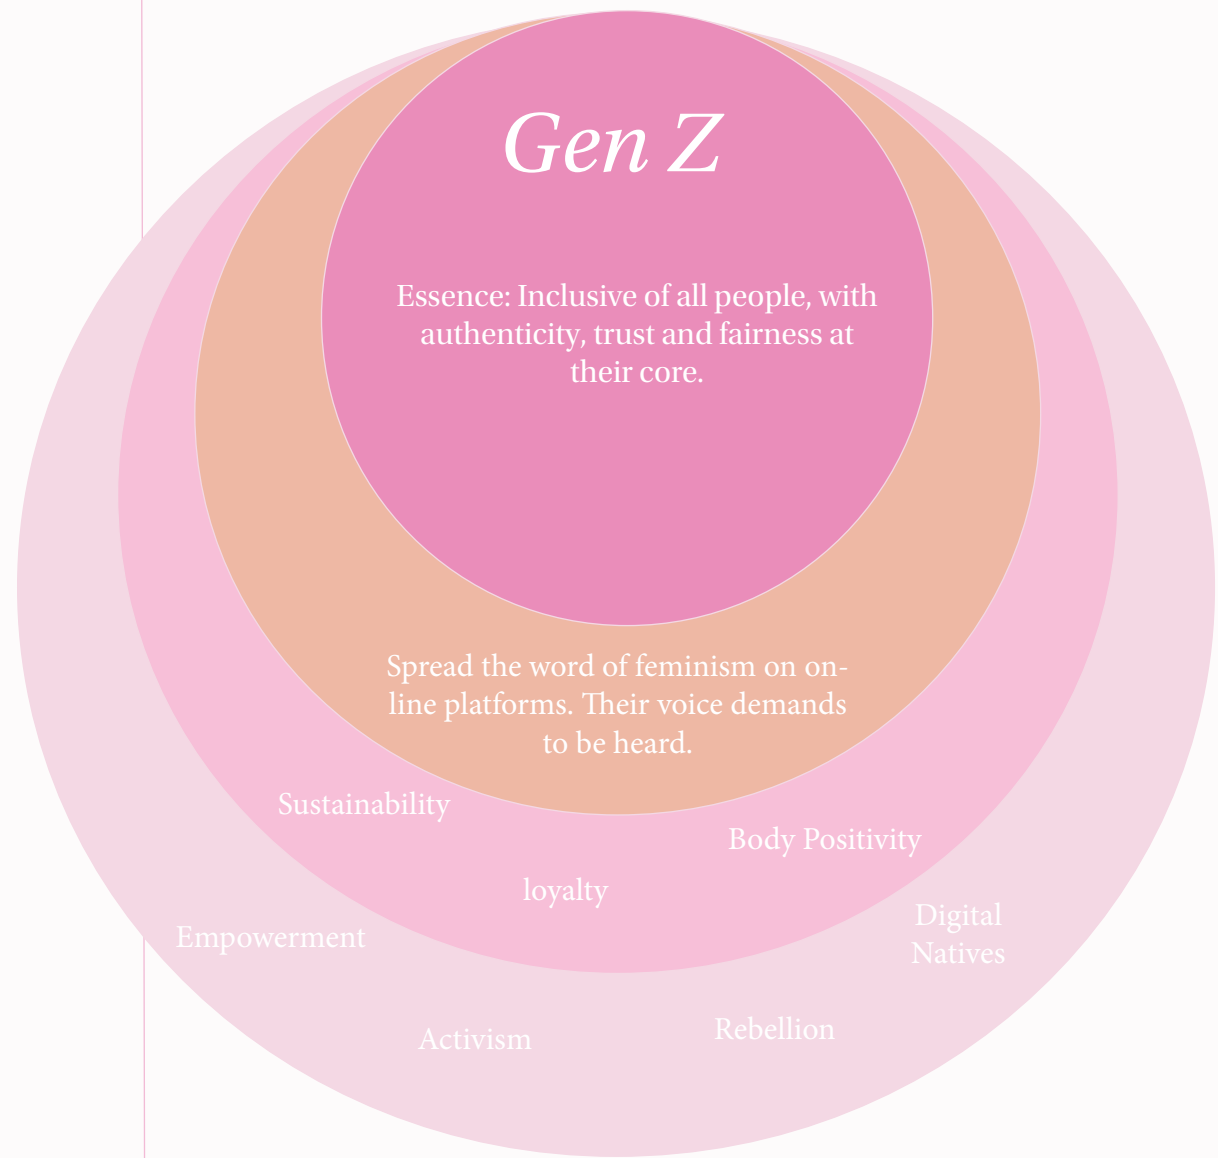 Gen Z
Essence: Inclusive of all people, with
authenticity, trust and fairness at
their core.
Spread the word of feminism on on-
line platforms. Their voice demands
to be heard.
Sustainability
Body Positivity
loyalty
Empowerment
Digital
Natives
Activism
Rebellion